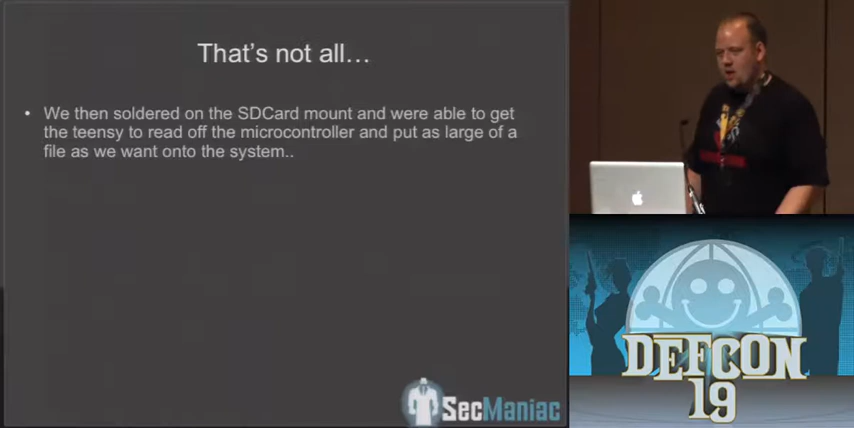 That's not all…
• We then soldered on the SDCard mount and were able to get
the teensy to read off the microcontroller and put as large of a
file as we want onto the system..
SecManiac
DEFCON
19